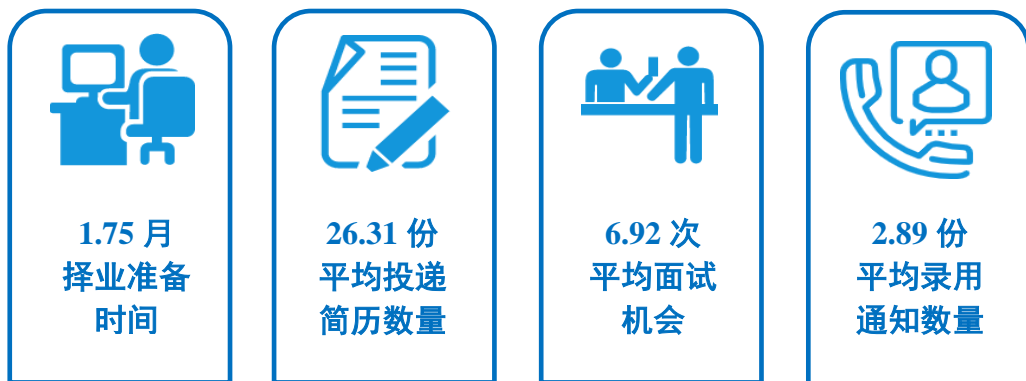 1.75 月
择业准备
时间
26.31 份
平均投递
简历数量
6.92 次
平均面试
机会
2.89 份
平均录用
通知数量